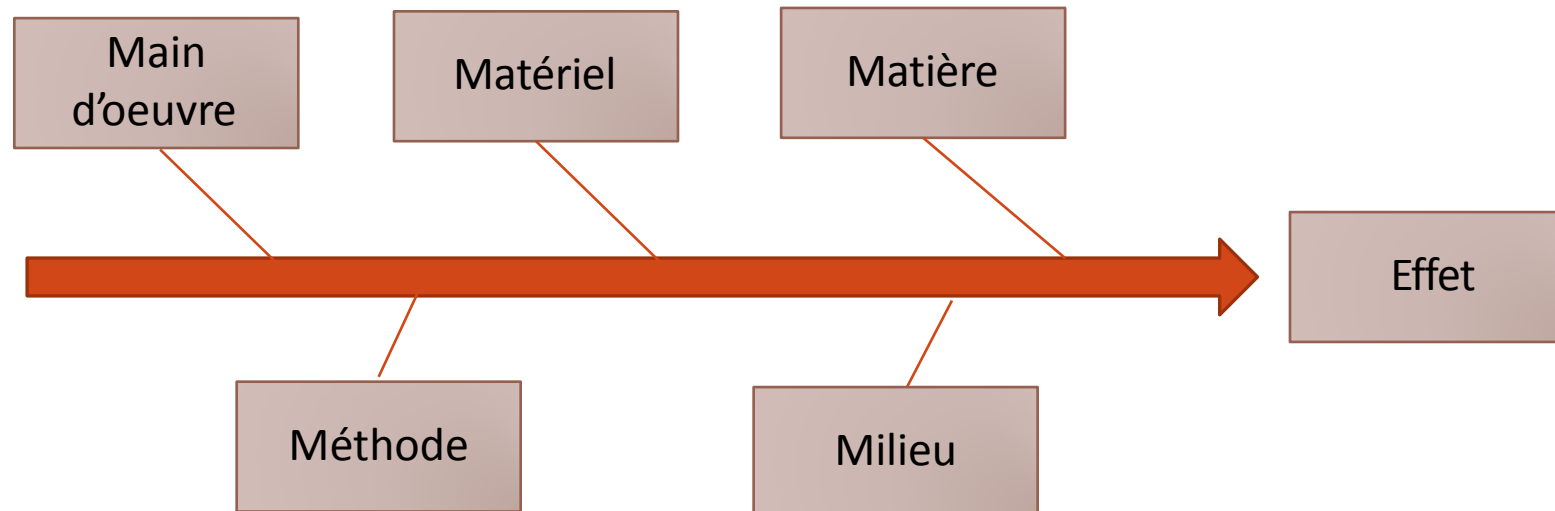 Main
d'oeuvre
Matériel
Matière
Effet
Méthode
Milieu